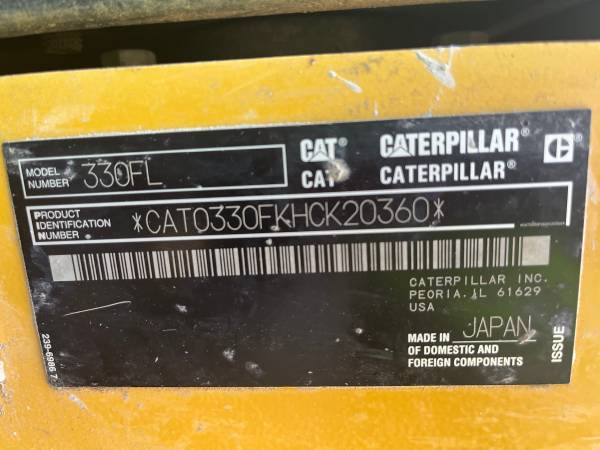 MODEL NUMBER 330FL
CAT® CATERPILLAR®
CAT® CATERPILLAR®
PRODUCT IDENTIFICATION NUMBER *CAT0330FKHCK20360*
CATERPILLAR INC.
PEORIA, IL 61629
USA
MADE IN JAPAN
OF DOMESTIC AND
FOREIGN COMPONENTS
ISSUE
239-6986 7